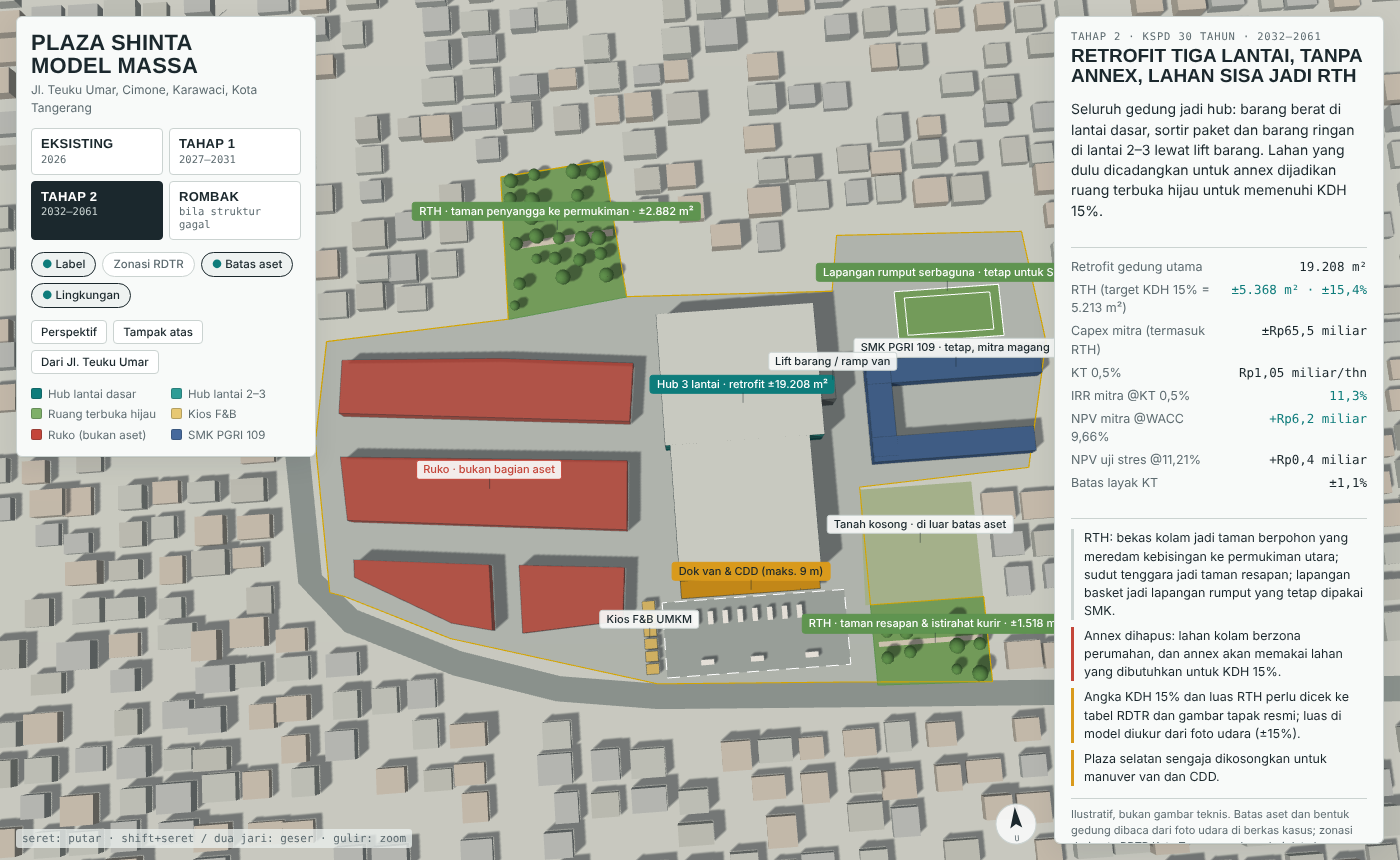 PLAZA SHINTA
MODEL MASSA
Jl. Teuku Umar, Cimone, Karawaci, Kota
Tangerang
EKSISTING
2026
TAHAP 1
2027–2031
TAHAP 2
2032–2061
ROMBAK
bila struktur
gagal
Label
Zonasi RDTR
Batas aset
Lingkungan
Perspektif
Tampak atas
Dari Jl. Teuku Umar
Hub lantai dasar
Hub lantai 2–3
Ruang terbuka hijau
Kios F&B
Ruko (bukan aset)
SMK PGRI 109
RTH · taman penyangga ke permukiman · ±2.882 m²
Lapangan rumput serbaguna · tetap untuk S
SMK PGRI 109 · tetap, mitra magang
Lift barang / ramp van
Hub 3 lantai · retrofit ±19.208 m²
Ruko · bukan bagian aset
Tanah kosong · di luar batas aset
Dok van & CDD (maks. 9 m)
Kios F&B UMKM
RTH · taman resapan & istirahat kurir · ±1.518 m
seret: putar · shift+seret / dua jari: geser · gulir: zoom
U
TAHAP 2 · KSPD 30 TAHUN · 2032–2061
RETROFIT TIGA LANTAI, TANPA
ANNEX, LAHAN SISA JADI RTH
Seluruh gedung jadi hub: barang berat di
lantai dasar, sortir paket dan barang ringan
di lantai 2–3 lewat lift barang. Lahan yang
dulu dicadangkan untuk annex dijadikan
ruang terbuka hijau untuk memenuhi KDH
15%.
Retrofit gedung utama 19.208 m²
RTH (target KDH 15% = ±5.368 m² · ±15,4%
5.213 m²)
Capex mitra (termasuk ±Rp65,5 miliar
RTH)
KT 0,5% Rp1,05 miliar/thn
IRR mitra @KT 0,5% 11,3%
NPV mitra @WACC +Rp6,2 miliar
9,66%
NPV uji stres @11,21% +Rp0,4 miliar
Batas layak KT ±1,1%
RTH: bekas kolam jadi taman berpohon yang
meredam kebisingan ke permukiman utara;
sudut tenggara jadi taman resapan; lapangan
basket jadi lapangan rumput yang tetap dipakai
SMK.
Annex dihapus: lahan kolam berzona
perumahan, dan annex akan memakai lahan
yang dibutuhkan untuk KDH 15%.
Angka KDH 15% dan luas RTH perlu dicek ke
tabel RDTR dan gambar tapak resmi; luas di
model diukur dari foto udara (±15%).
Plaza selatan sengaja dikosongkan untuk
manuver van dan CDD.
Ilustratif, bukan gambar teknis. Batas aset dan bentuk
gedung dibaca dari foto udara di berkas kasus; zonasi